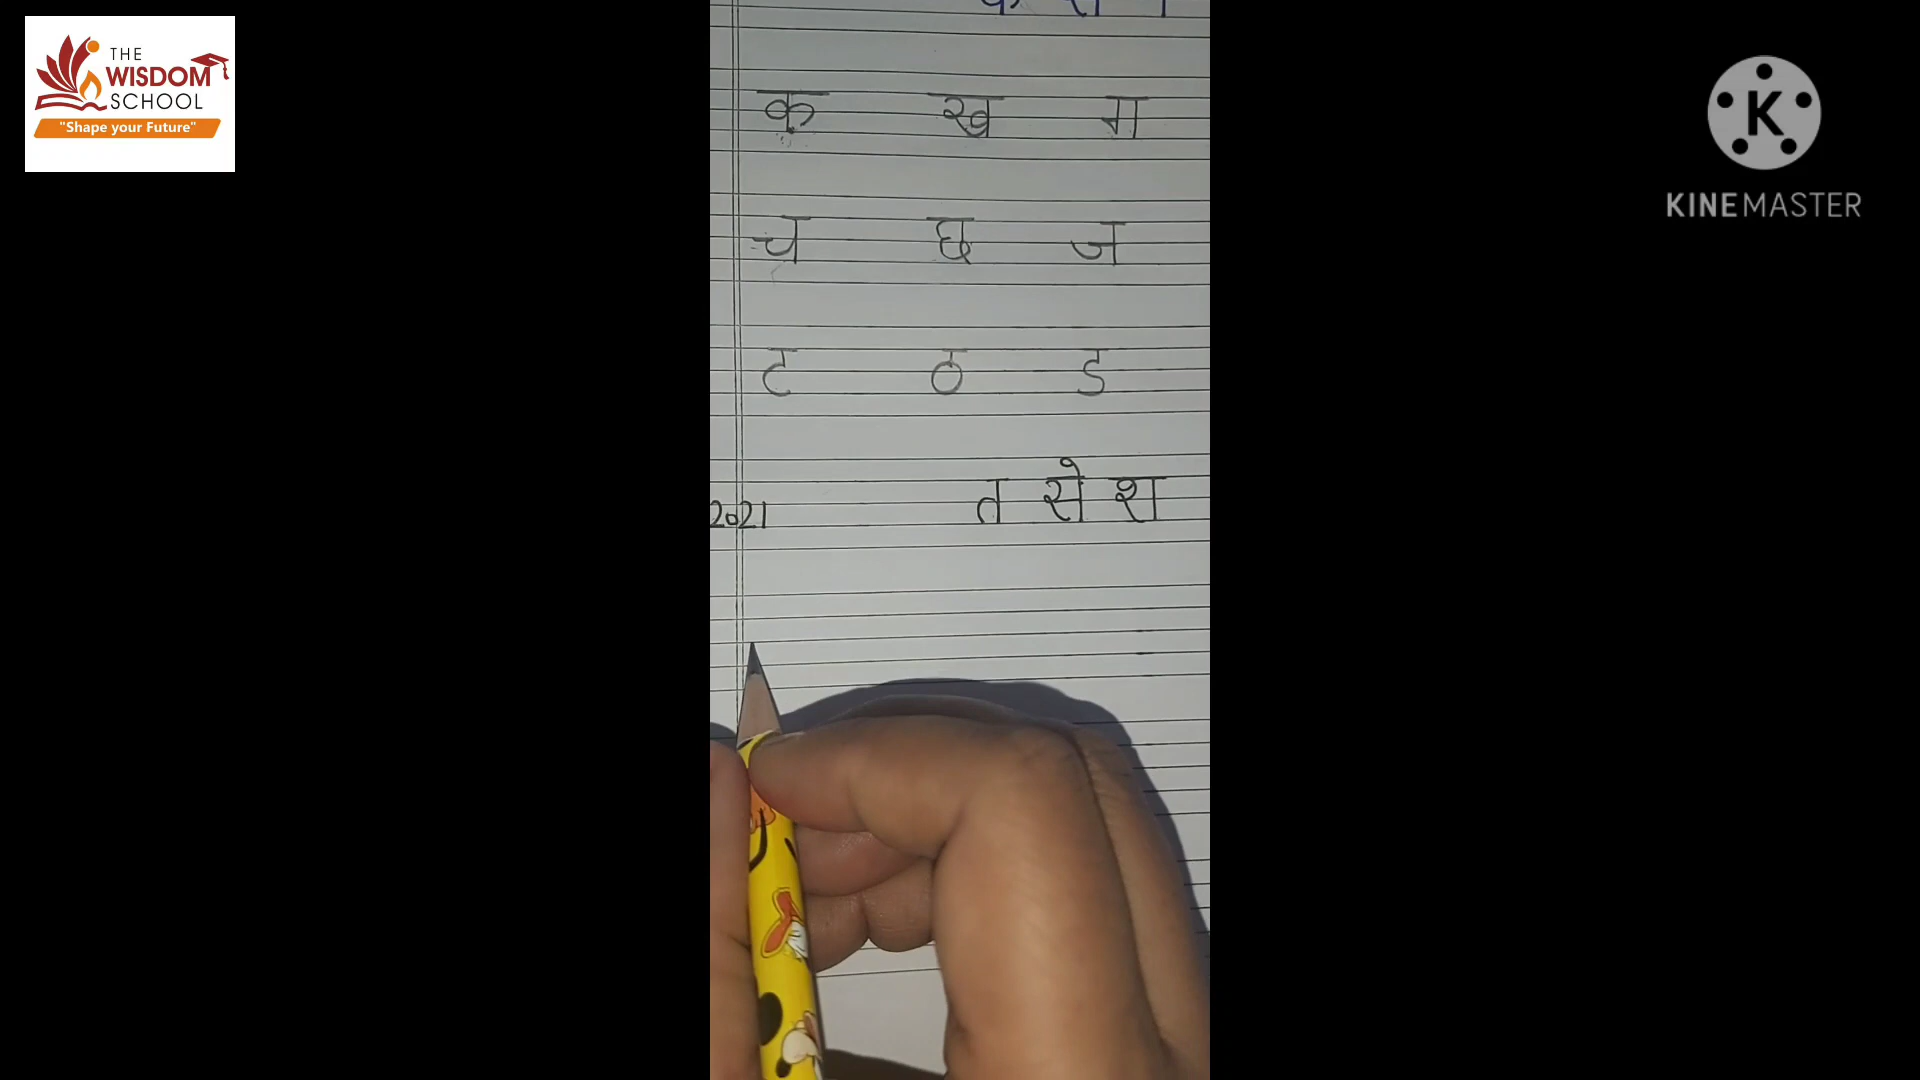 THE
WISDOM
SCHOOL
"Shape your Future"
K
KINEMASTER
क ख ग
च छ ज
ट ठ ड
2021 त से श